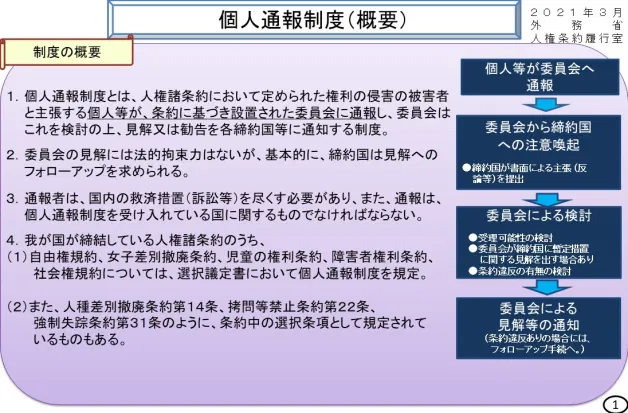 個人通報制度(概要)
2021年3月
外務省
人権条約履行室
制度の概要
1．個人通報制度とは、人権諸条約において定められた権利の侵害の被害者
と主張する個人等が、条約に基づき設置された委員会に通報し、委員会は
これを検討の上、見解又は勧告を各締約国等に通知する制度。
2．委員会の見解には法的拘束力はないが、基本的に、締約国は見解への
フォローアップを求められる。
3．通報者は、国内の救済措置(訴訟等)を尽くす必要があり、また、通報は、
個人通報制度を受け入れている国に関するものでなければならない。
4．我が国が締結している人権諸条約のうち、
(1)自由権規約、女子差別撤廃条約、児童の権利条約、障害者権利条約、
社会権規約については、選択議定書において個人通報制度を規定。
(2)また、人種差別撤廃条約第14条、拷問等禁止条約第22条、
強制失踪条約第31条のように、条約中の選択条項として規定されて
いるものもある。
個人等が委員会へ
通報
委員会から締約国
への注意喚起
●締約国が書面による主張(反
論等)を提出
委員会による検討
●受理可能性の検討
●委員会が締約国に暫定措置
に関する見解を出す場合あり
●条約違反の有無の検討
委員会による
見解等の通知
(条約違反ありの場合には、
フォローアップ手続へ。)
1